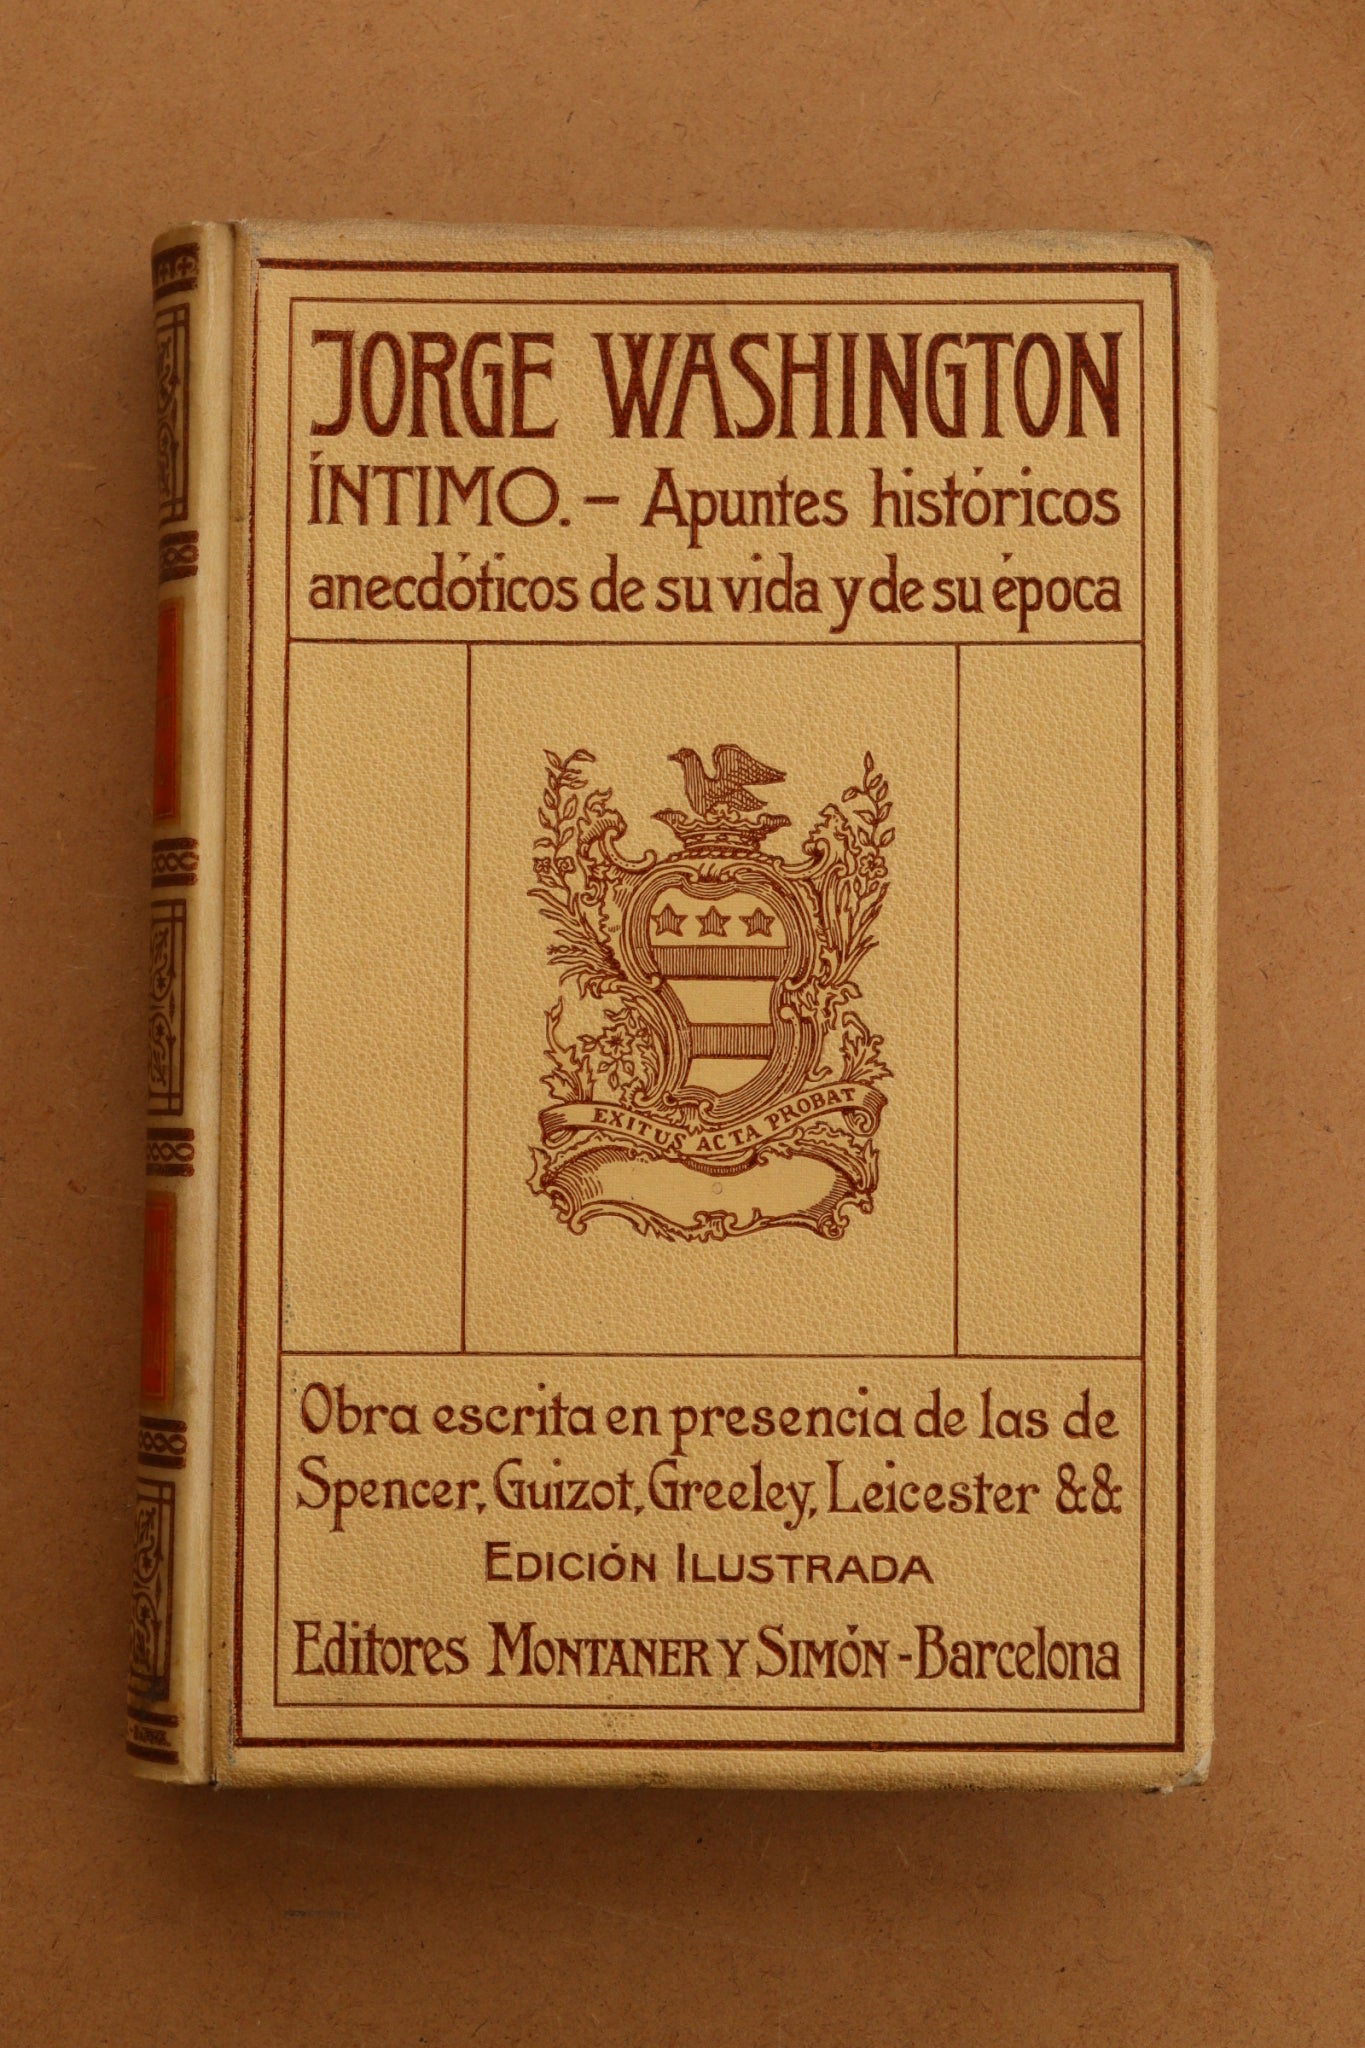 JORGE WASHINGTON
ÍNTIMO. – Apuntes históricos
anecdóticos de su vida y de su época
EXITUS ACTA PROBAT
Obra escrita en presencia de las de
Spencer, Guizot, Greeley, Leicester &&
EDICIÓN ILUSTRADA
Editores MONTANER Y SIMÓN - Barcelona